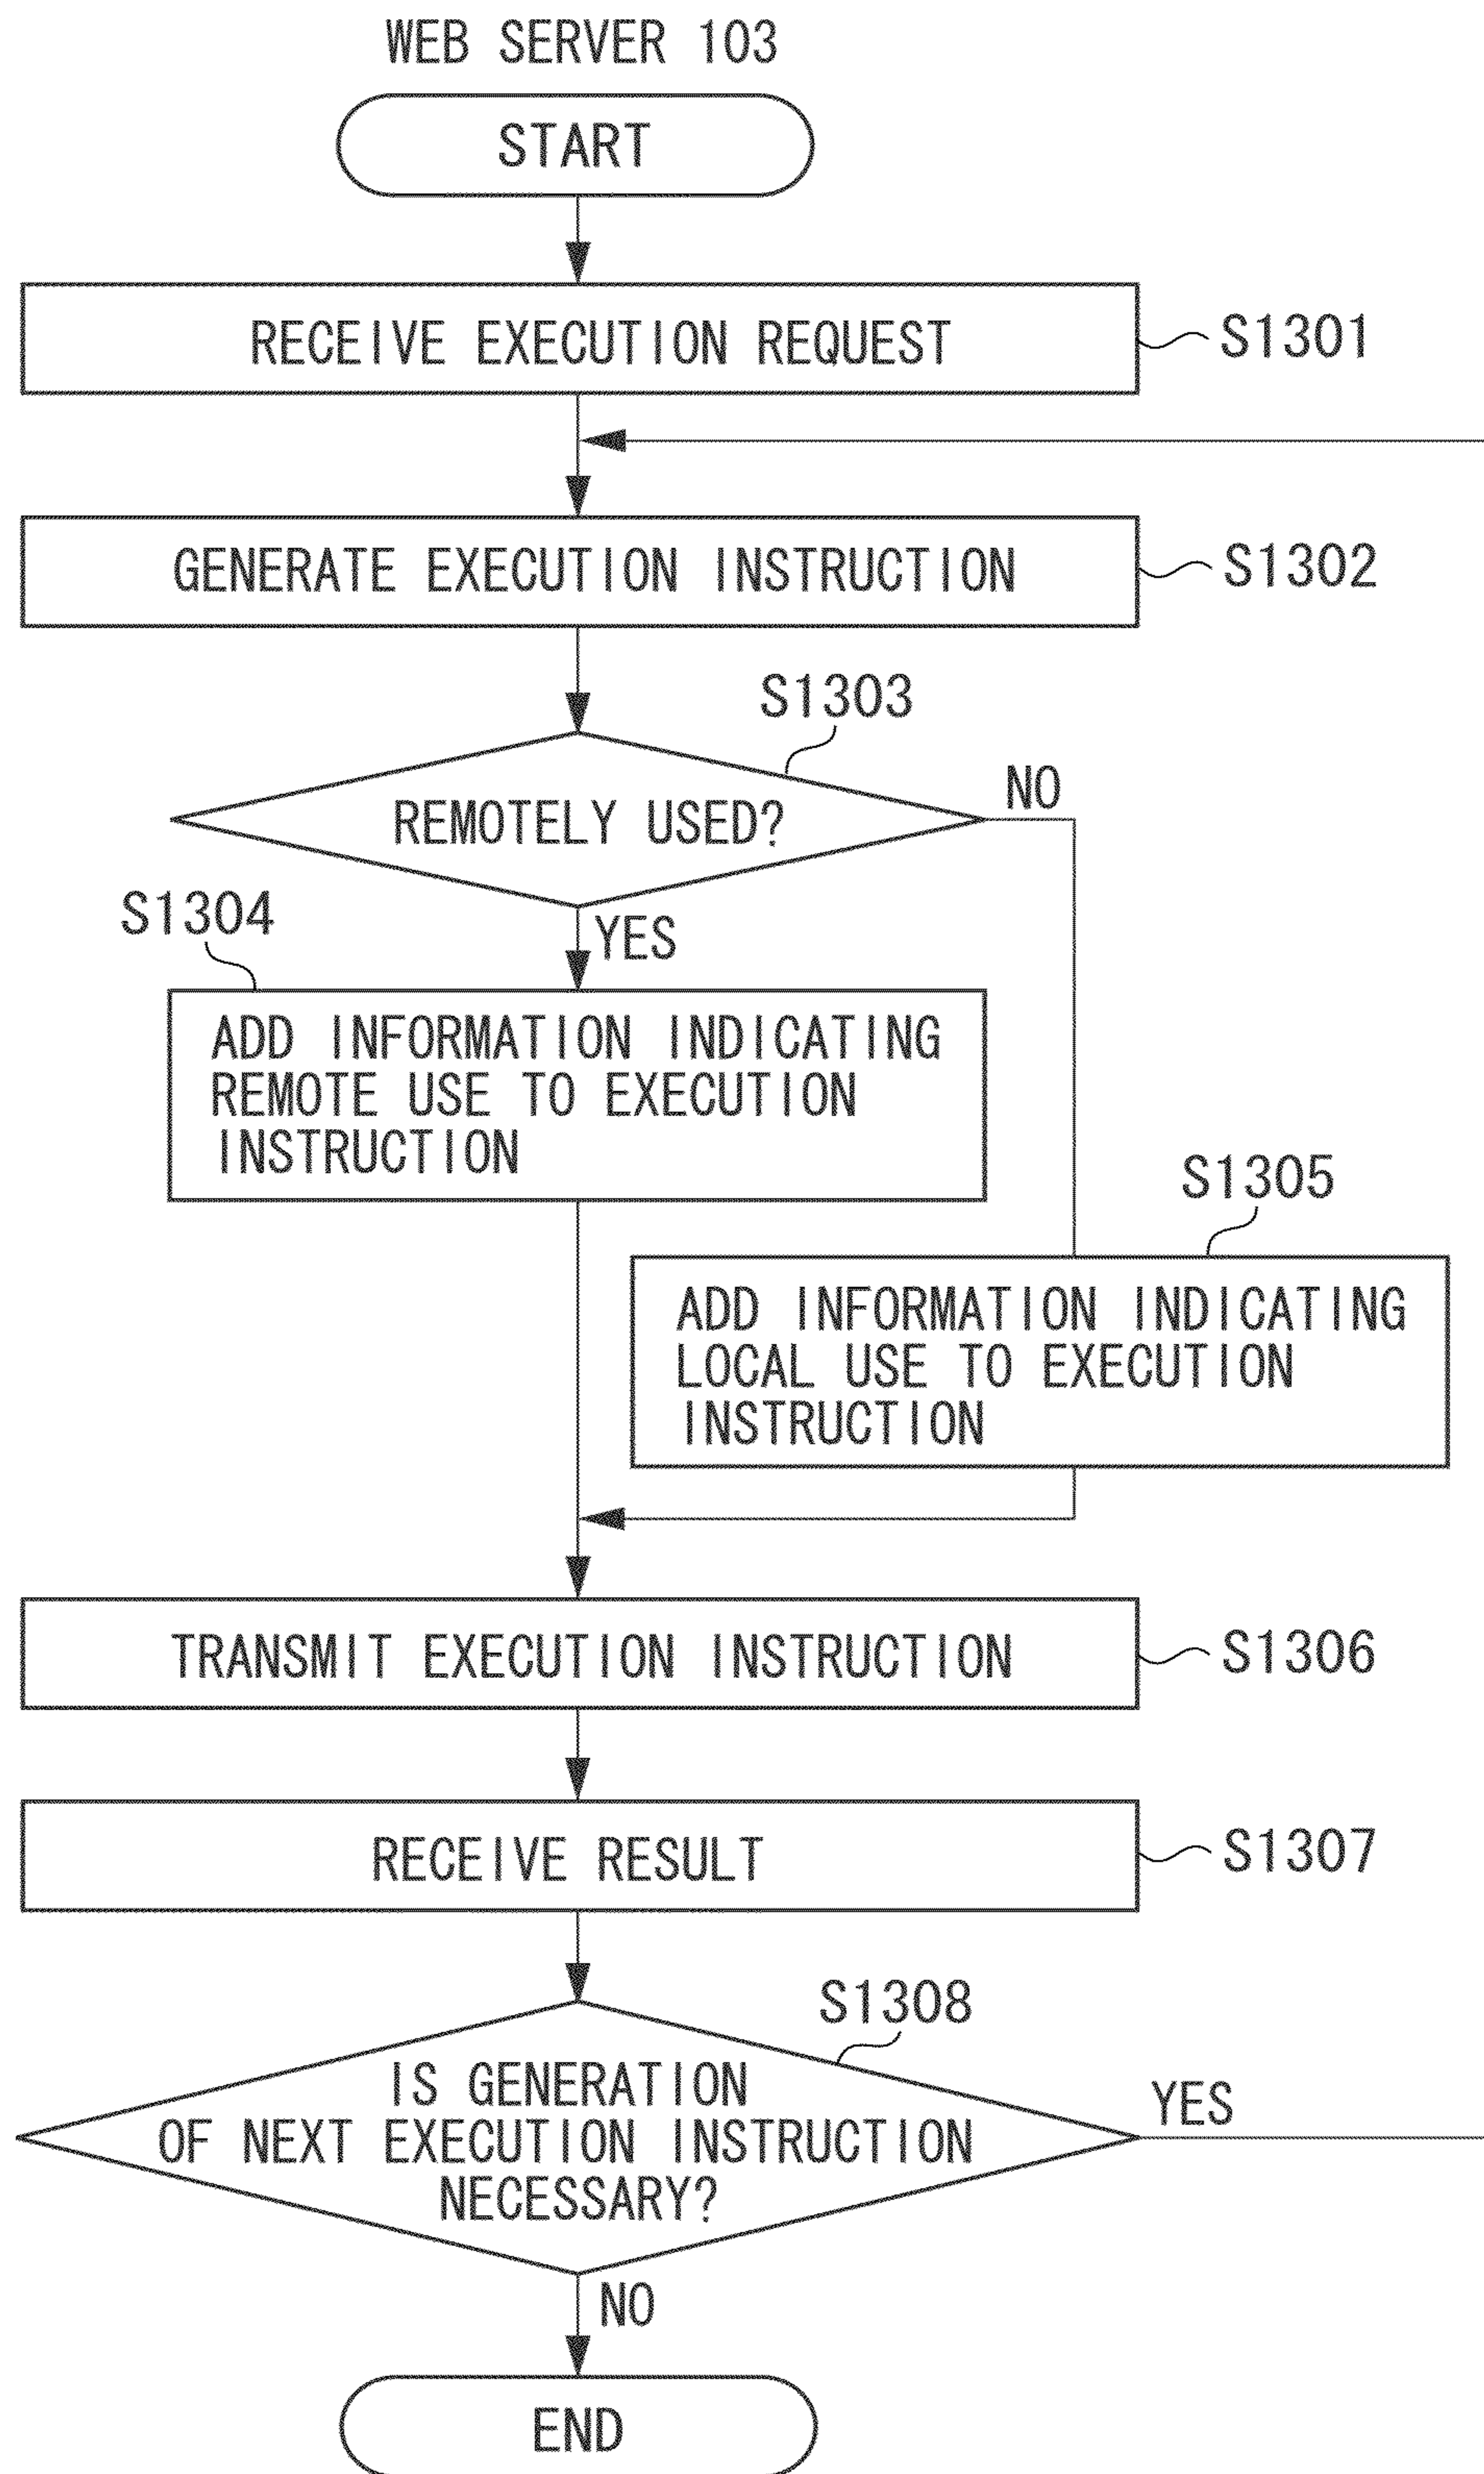 WEB SERVER 103
START
RECEIVE EXECUTION REQUEST
S1301
GENERATE EXECUTION INSTRUCTION
S1302
S1303
REMOTELY USED?
NO
S1304
YES
ADD INFORMATION INDICATING
REMOTE USE TO EXECUTION
INSTRUCTION
S1305
ADD INFORMATION INDICATING
LOCAL USE TO EXECUTION
INSTRUCTION
TRANSMIT EXECUTION INSTRUCTION
S1306
RECEIVE RESULT
S1307
S1308
IS GENERATION
OF NEXT EXECUTION INSTRUCTION
NECESSARY?
YES
NO
END